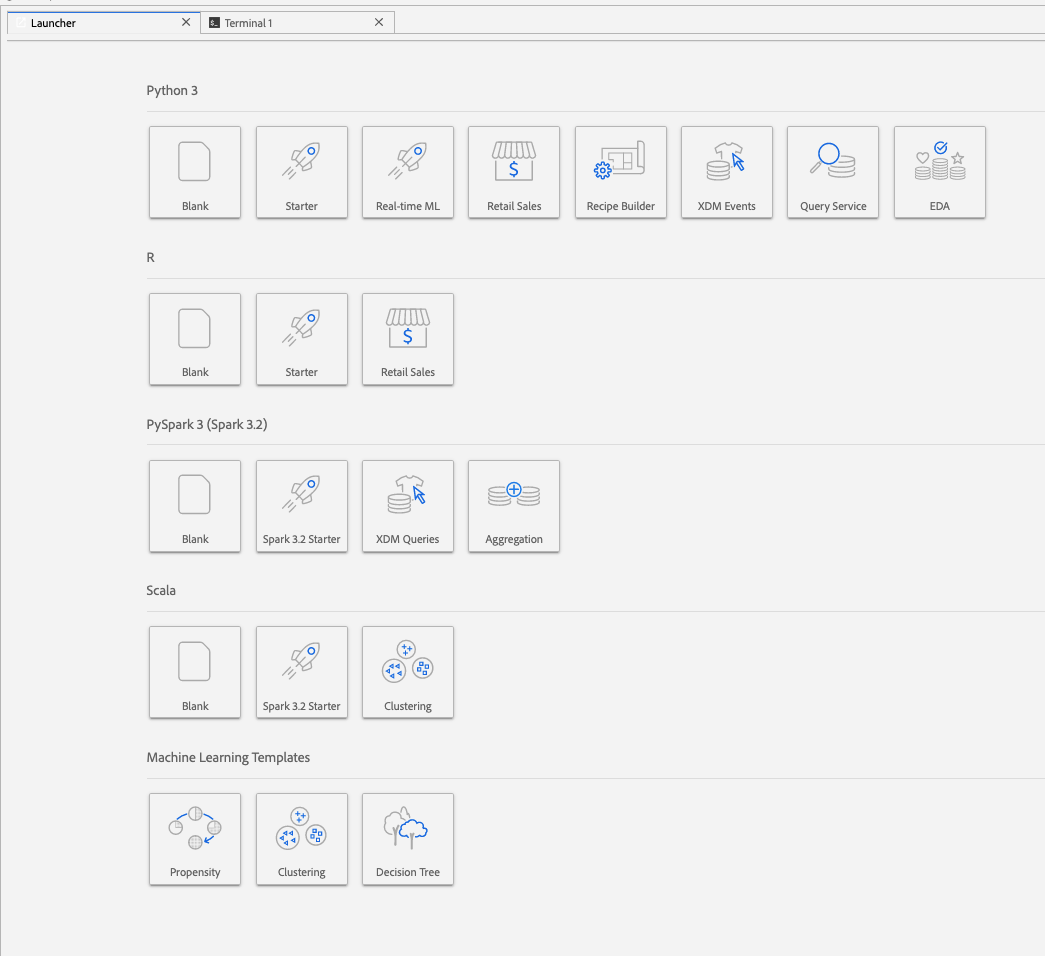 Launcher
Terminal 1
Python 3
Blank
Starter
Real-time ML
Retail Sales
Recipe Builder
XDM Events
Query Service
EDA
R
Blank
Starter
Retail Sales
PySpark 3 (Spark 3.2)
Blank
Spark 3.2 Starter
XDM Queries
Aggregation
Scala
Blank
Spark 3.2 Starter
Clustering
Machine Learning Templates
Propensity
Clustering
Decision Tree